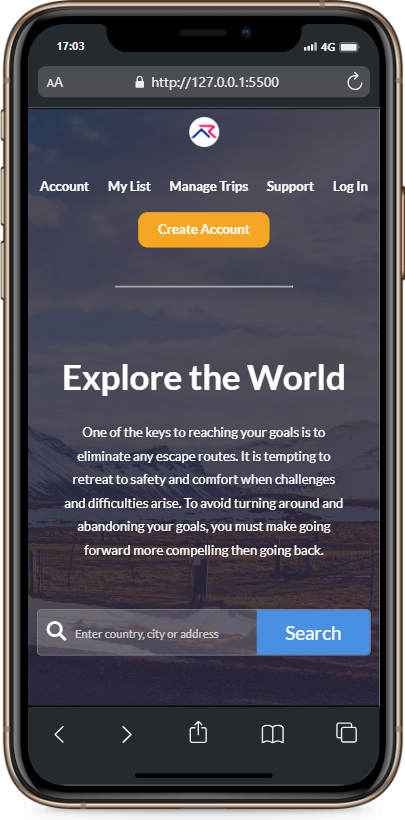 17:03
4G
AA
http://127.0.0.1:5500
AR
Account My List Manage Trips Support Log In
Create Account
Explore the World
One of the keys to reaching your goals is to
eliminate any escape routes. It is tempting to
retreat to safety and comfort when challenges
and difficulties arise. To avoid turning around and
abandoning your goals, you must make going
forward more compelling then going back.
Enter country, city or address
Search